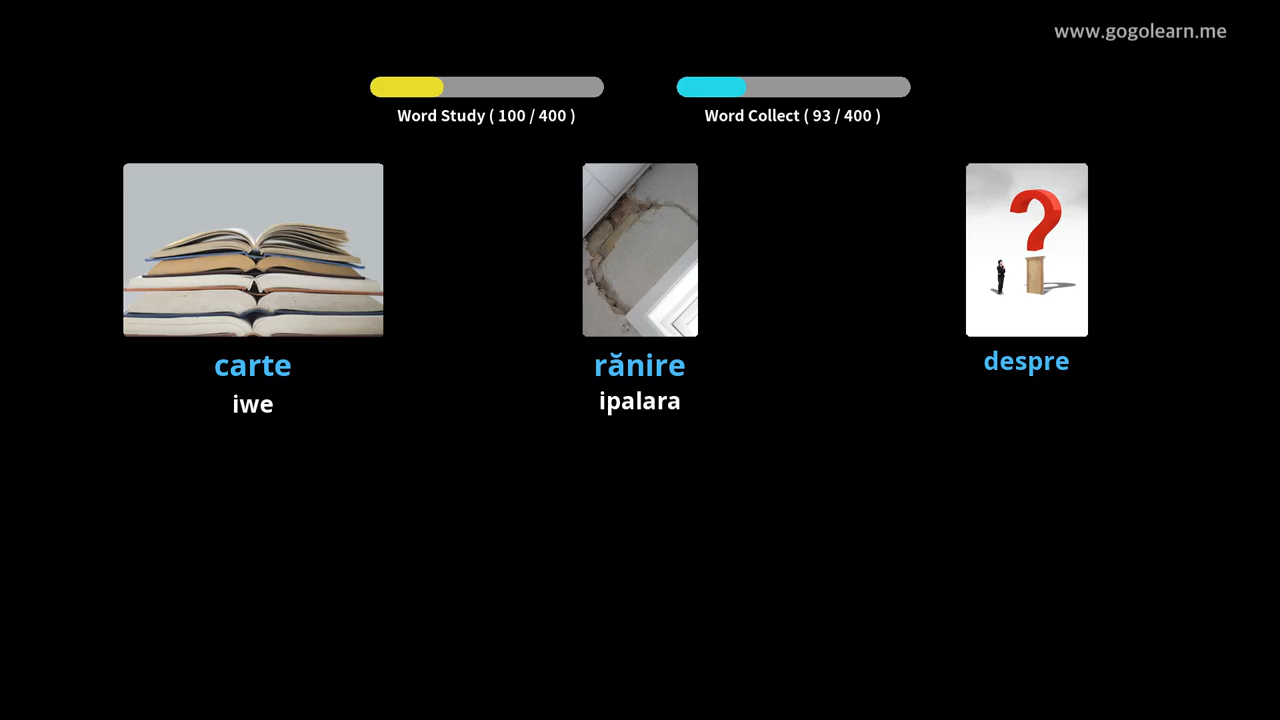 www.gogolearn.me
Word Study ( 100 / 400 )
Word Collect ( 93 / 400 )
carte
iwe
rănire
ipalara
despre